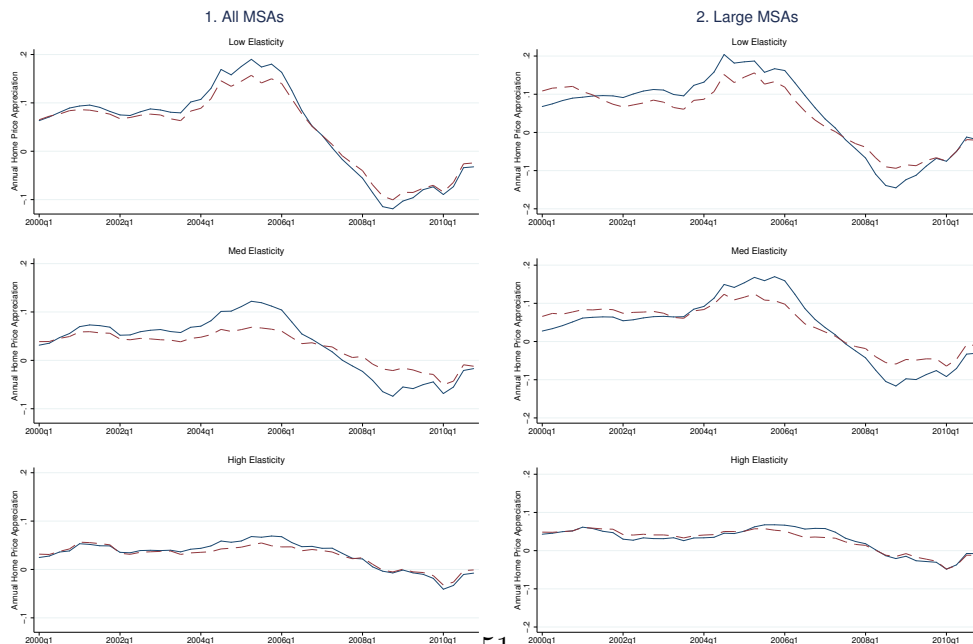 1. All MSAs
Low Elasticity
Annual Home Price Appreciation
.2
.1
0
-.1
2000q1 2002q1 2004q1 2006q1 2008q1 2010q1
Med Elasticity
Annual Home Price Appreciation
.2
.1
0
-.1
2000q1 2002q1 2004q1 2006q1 2008q1 2010q1
High Elasticity
Annual Home Price Appreciation
.2
.1
0
-.1
2000q1 2002q1 2004q1 2006q1 2008q1 2010q1
2. Large MSAs
Low Elasticity
Annual Home Price Appreciation
.2
.1
0
-.1
-.2
2000q1 2002q1 2004q1 2006q1 2008q1 2010q1
Med Elasticity
Annual Home Price Appreciation
.2
.1
0
-.1
-.2
2000q1 2002q1 2004q1 2006q1 2008q1 2010q1
High Elasticity
Annual Home Price Appreciation
.2
.1
0
-.1
-.2
2000q1 2002q1 2004q1 2006q1 2008q1 2010q1